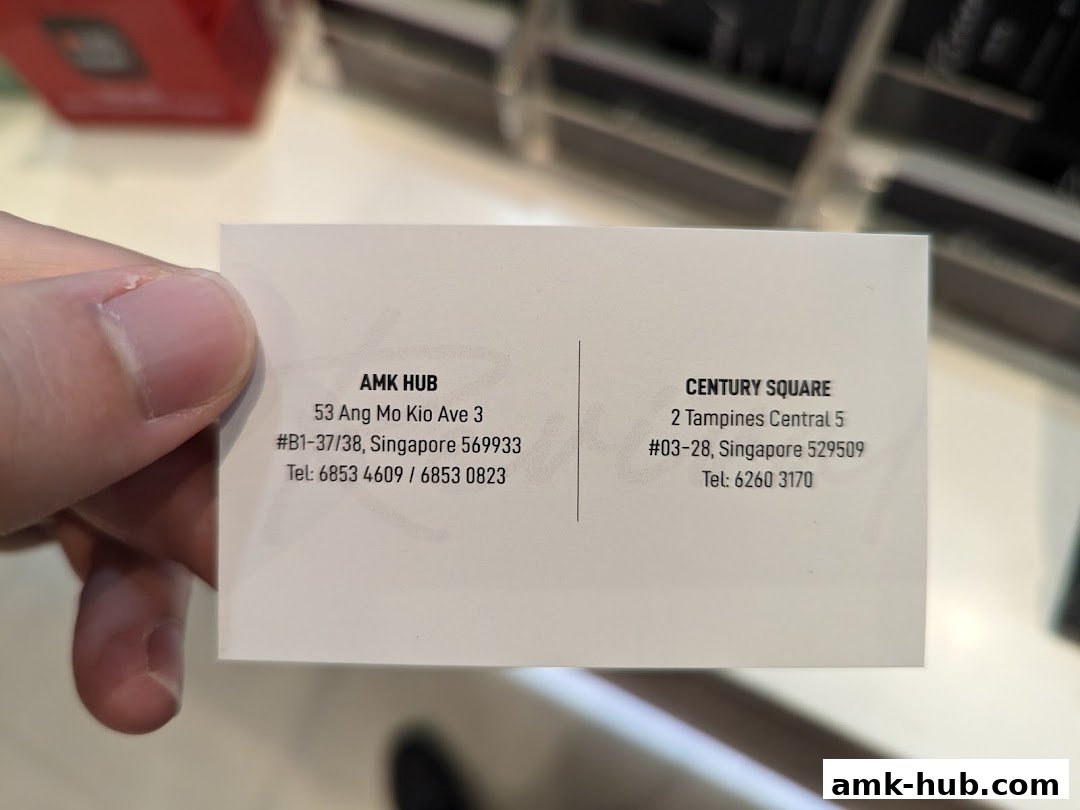 AMK HUB
53 Ang Mo Kio Ave 3
#B1-37/38, Singapore 569933
Tel: 6853 4609 / 6853 0823
CENTURY SQUARE
2 Tampines Central 5
#03-28, Singapore 529509
Tel: 6260 3170
amk-hub.com